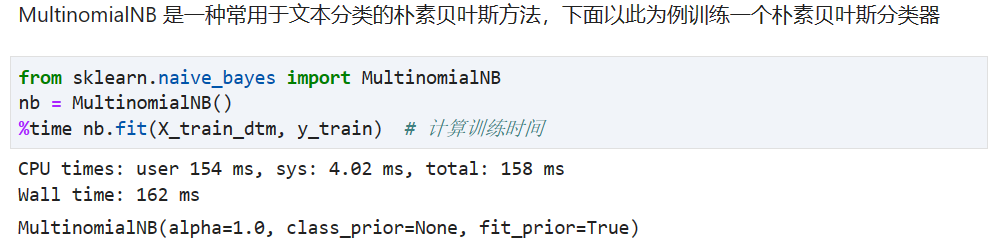 MultinomialNB 是一种常用于文本分类的朴素贝叶斯方法，下面以此为例训练一个朴素贝叶斯分类器
from sklearn.naive_bayes import MultinomialNB
nb = MultinomialNB()
%time nb.fit(X_train_dtm, y_train)  # 计算训练时间
CPU times: user 154 ms, sys: 4.02 ms, total: 158 ms
Wall time: 162 ms
MultinomialNB(alpha=1.0, class_prior=None, fit_prior=True)